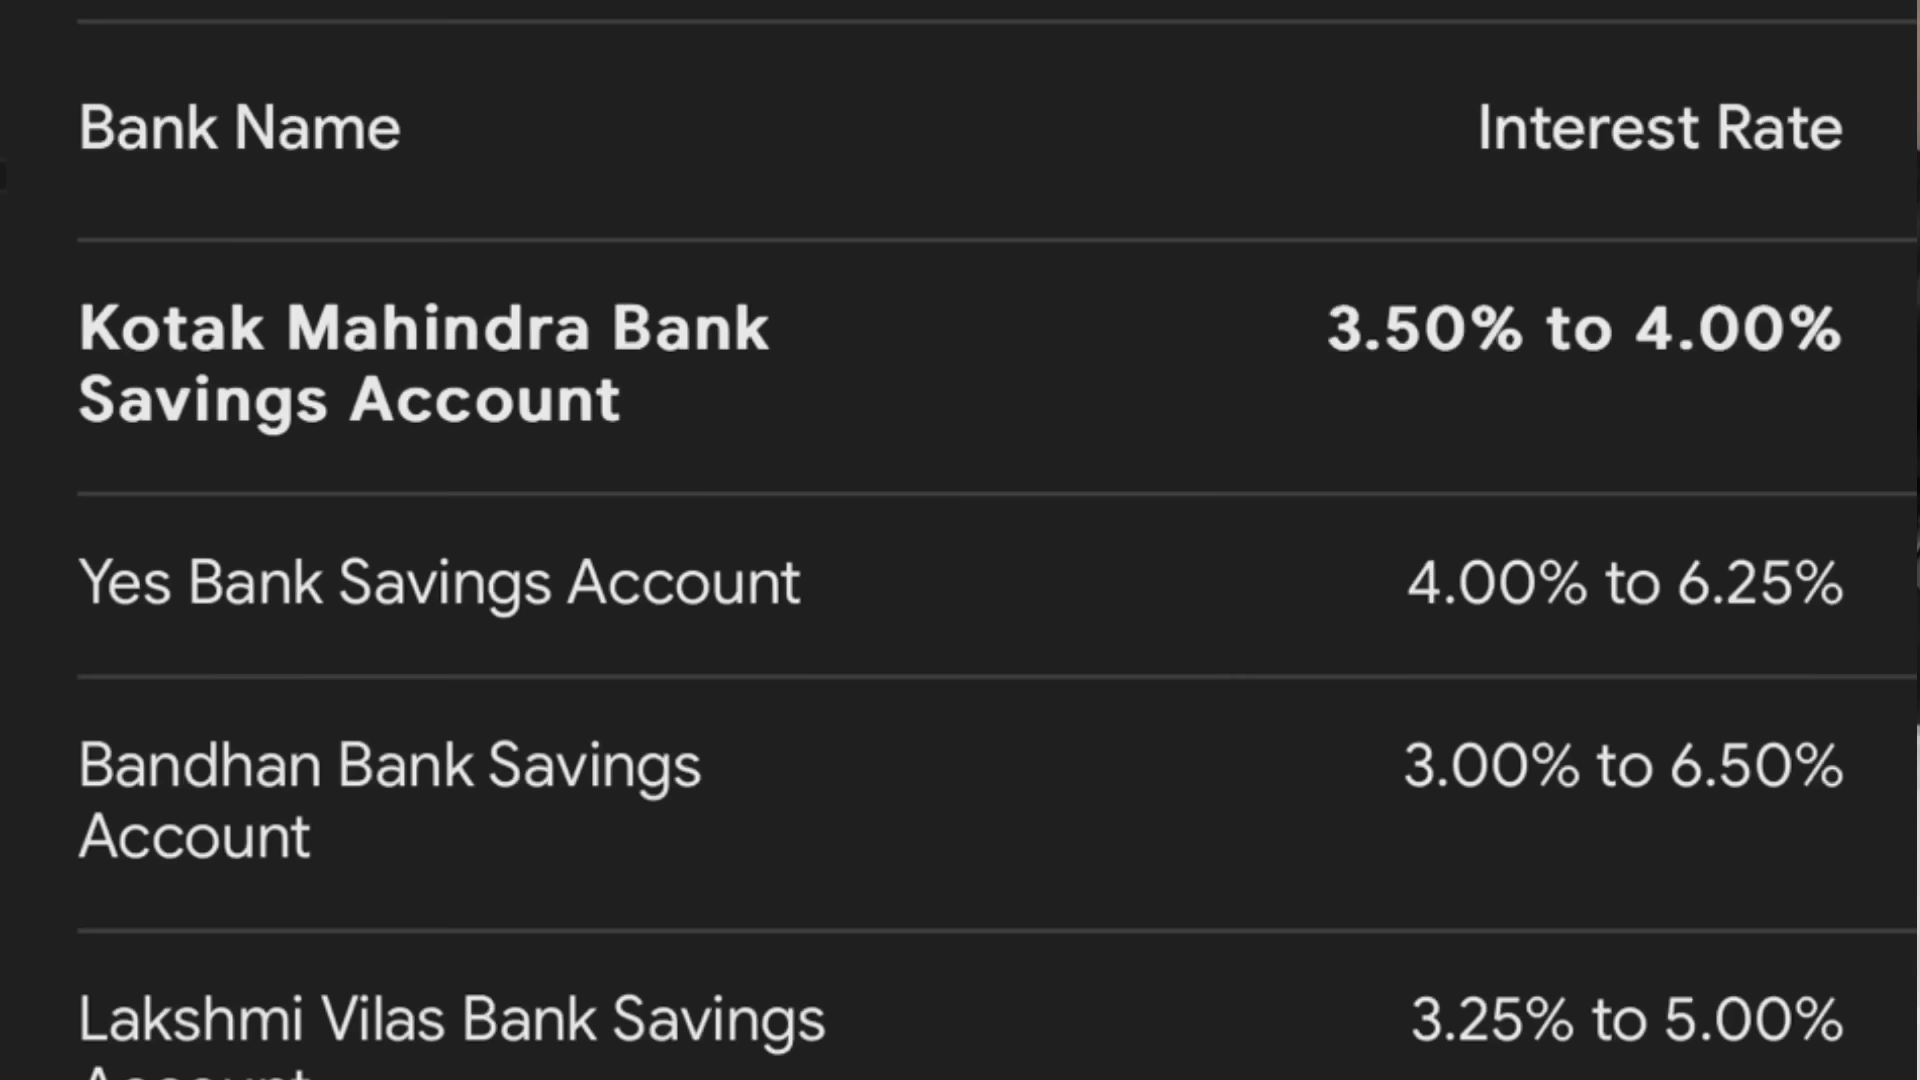 Bank Name Interest Rate
Kotak Mahindra Bank 3.50% to 4.00%
Savings Account
Yes Bank Savings Account 4.00% to 6.25%
Bandhan Bank Savings 3.00% to 6.50%
Account
Lakshmi Vilas Bank Savings 3.25% to 5.00%
Account